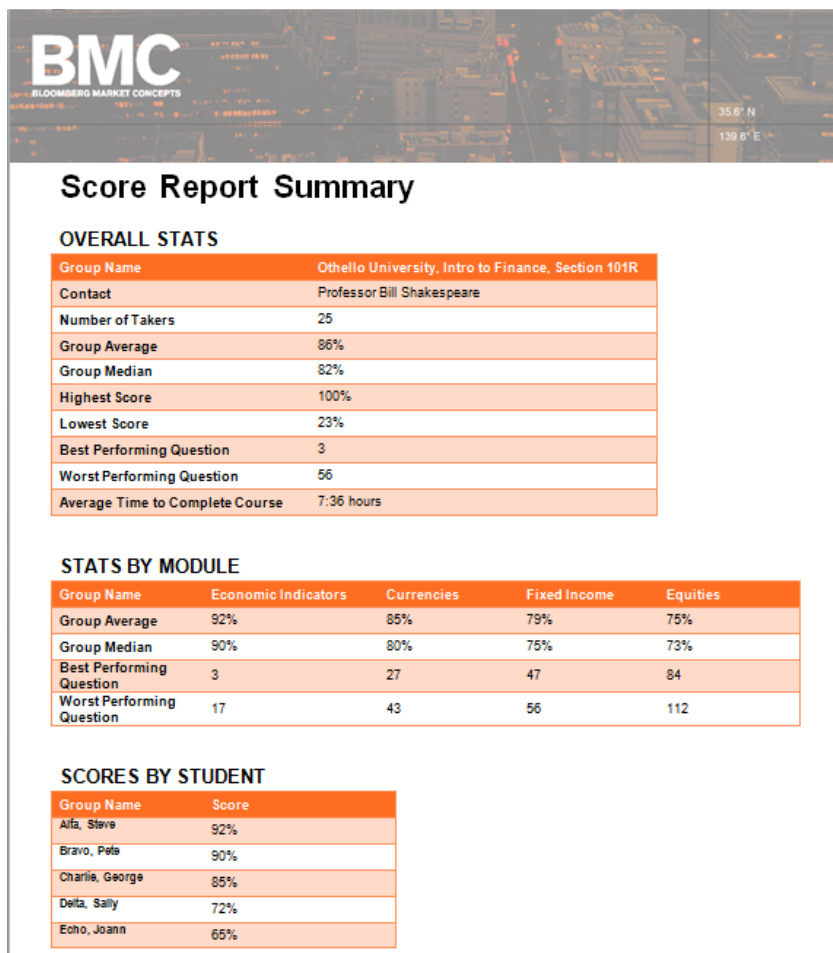 BMC
BLOOMBERG MARKET CONCEPTS
35.6° N
139.6° E
Score Report Summary
OVERALL STATS
Group Name Othello University, Intro to Finance, Section 101R
Contact Professor Bill Shakespeare
Number of Takers 25
Group Average 86%
Group Median 82%
Highest Score 100%
Lowest Score 23%
Best Performing Question 3
Worst Performing Question 56
Average Time to Complete Course 7:36 hours
STATS BY MODULE
Group Name Economic Indicators Currencies Fixed Income Equities
Group Average 92% 85% 79% 75%
Group Median 90% 80% 75% 73%
Best Performing
Question 3 27 47 84
Worst Performing
Question 17 43 56 112
SCORES BY STUDENT
Group Name Score
Alfa, Steve 92%
Bravo, Pete 90%
Charlie, George 85%
Delta, Sally 72%
Echo, Joann 65%